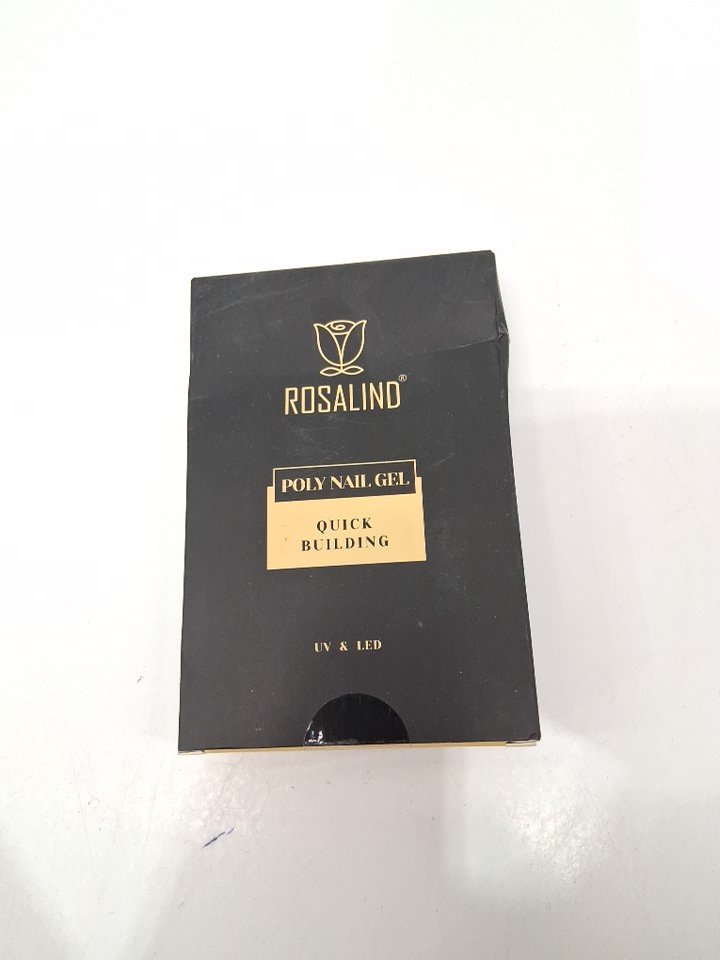 ROSALIND®
POLY NAIL GEL
QUICK
BUILDING
UV & LED